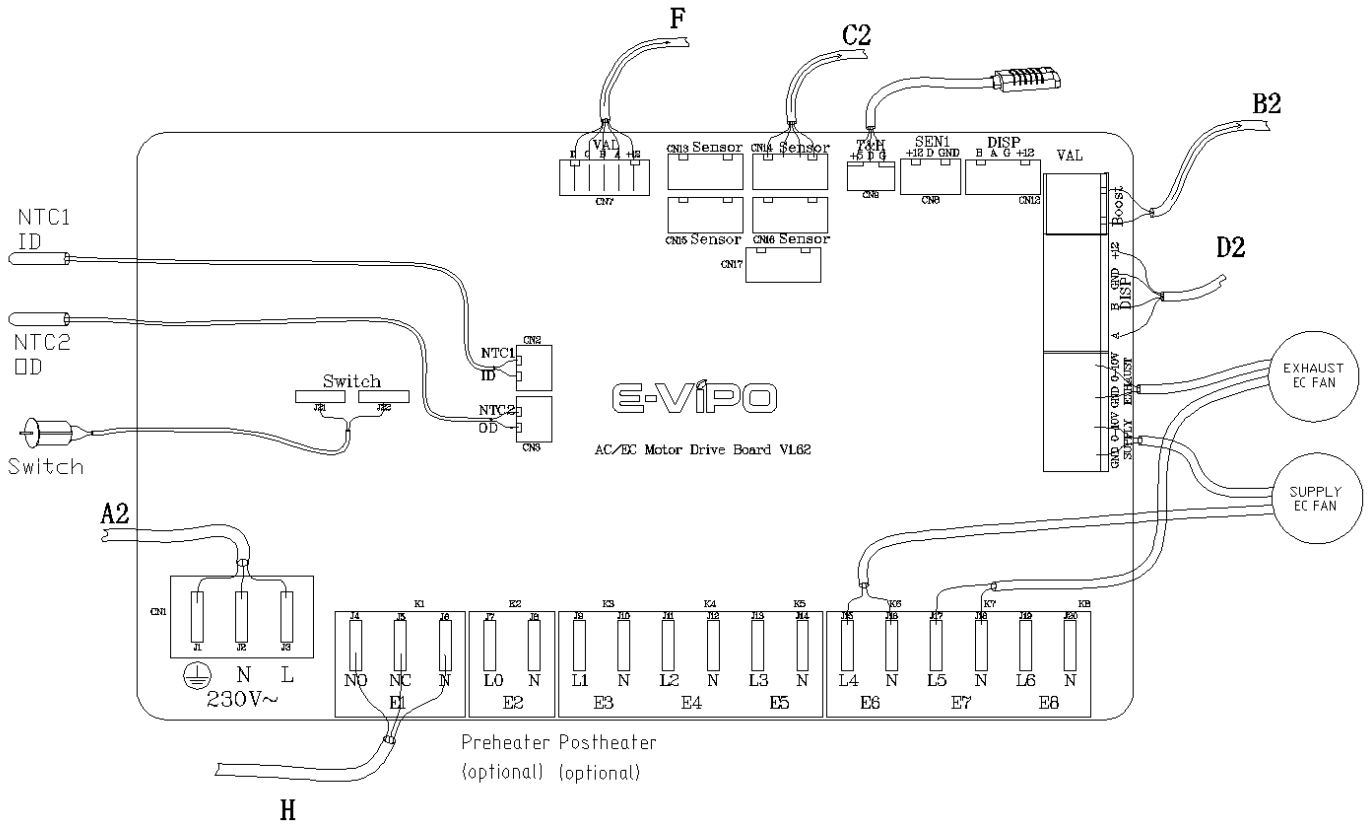 F
C2
B2
VAL
D C B A +12
CN7
CN13 Sensor
CN14 Sensor
T&H
+5 D G
CN9
SEN1
+12 D GND
CN8
DISP
B A G +12
CN12
VAL
Boost
CN15 Sensor
CN16 Sensor
CN17
NTC1
ID
D2
+12
GND
B
A
DISP
NTC2
OD
CN2
NTC1
ID
NTC2
OD
CN3
Switch
J21
J22
E-ViPO
AC/EC Motor Drive Board V1.62
0-10V
GND
EXHAUST
0-10V
GND
SUPPLY
EXHAUST
EC FAN
SUPPLY
EC FAN
Switch
A2
CN1
J1 J2 J3
N L
230V~
K1 E2 K3 K4 K5 K6 K7 K8
J4 J5 J6 J7 J8 J9 J10 J11 J12 J13 J14 J15 J16 J17 J18 J19 J20
NO NC N L0 N L1 N L2 N L3 N L4 N L5 N L6 N
E1 E2 E3 E4 E5 E6 E7 E8
Preheater Postheater
(optional) (optional)
H